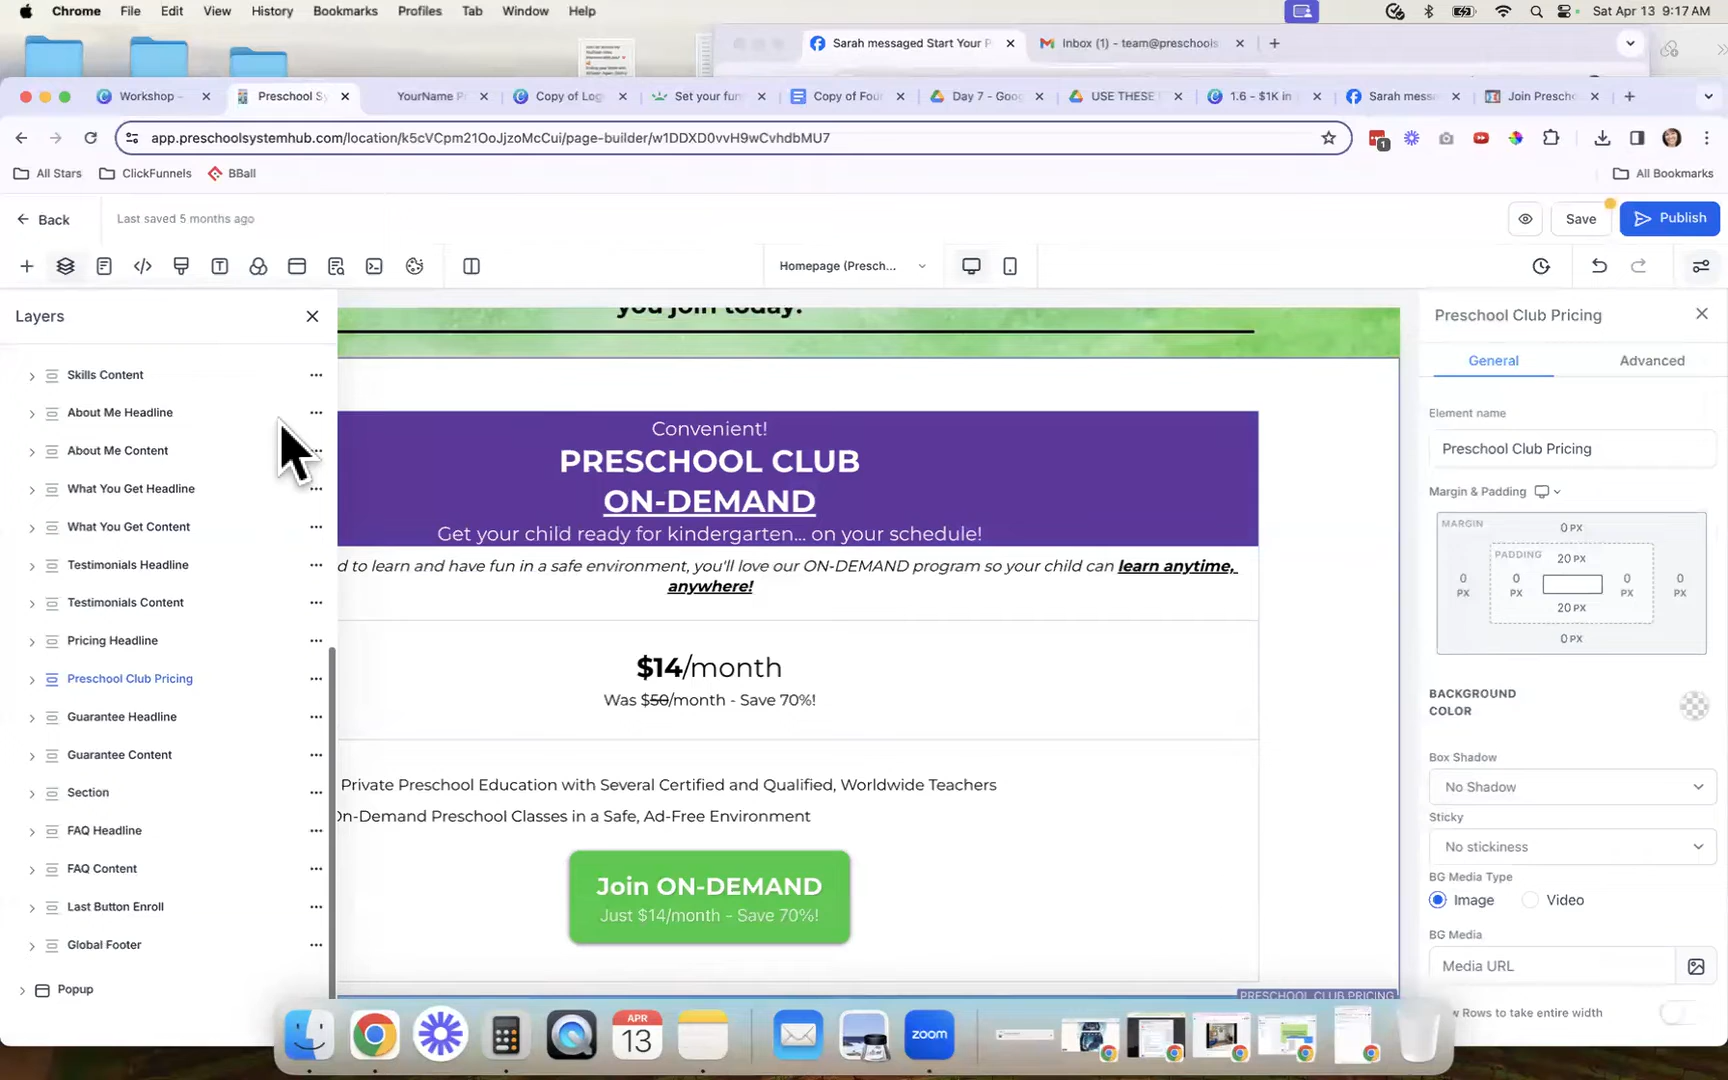 Chrome File Edit View History Bookmarks Profiles Tab Window Help Sat Apr 13 9:17 AM
Sarah messaged Start Your P Inbox (1) - team@preschools
Workshop - Preschool Sy YourName Pr Copy of Log Set your fun Copy of Four Day 7 - Goog USE THESE 1.6 - $1K in Sarah mess Join Prescho
app.preschoolsystemhub.com/location/k5cVCpm21OoJjzoMcCui/page-builder/w1DDXD0vvH9wCvhdbMU7
1
All Stars ClickFunnels BBall All Bookmarks
Back Last saved 5 months ago Save Publish
Homepage (Presch...
Layers
Skills Content
About Me Headline
About Me Content
What You Get Headline
What You Get Content
Testimonials Headline
Testimonials Content
Pricing Headline
Preschool Club Pricing
Guarantee Headline
Guarantee Content
Section
FAQ Headline
FAQ Content
Last Button Enroll
Global Footer
Popup
you join today!
Convenient!
PRESCHOOL CLUB
ON-DEMAND
Get your child ready for kindergarten... on your schedule!
d to learn and have fun in a safe environment, you'll love our ON-DEMAND program so your child can learn anytime,
anywhere!
$14/month
Was $50/month - Save 70%!
Private Preschool Education with Several Certified and Qualified, Worldwide Teachers
On-Demand Preschool Classes in a Safe, Ad-Free Environment
Join ON-DEMAND
Just $14/month - Save 70%!
PRESCHOOL CLUB PRICING
Preschool Club Pricing
General Advanced
Element name
Preschool Club Pricing
Margin & Padding
MARGIN 0 PX
PADDING 20 PX
0 PX 0 PX 0 PX 0 PX
20 PX
0 PX
BACKGROUND
COLOR
Box Shadow
No Shadow
Sticky
No stickiness
BG Media Type
Image Video
BG Media
Media URL
w Rows to take entire width
APR
13
zoom